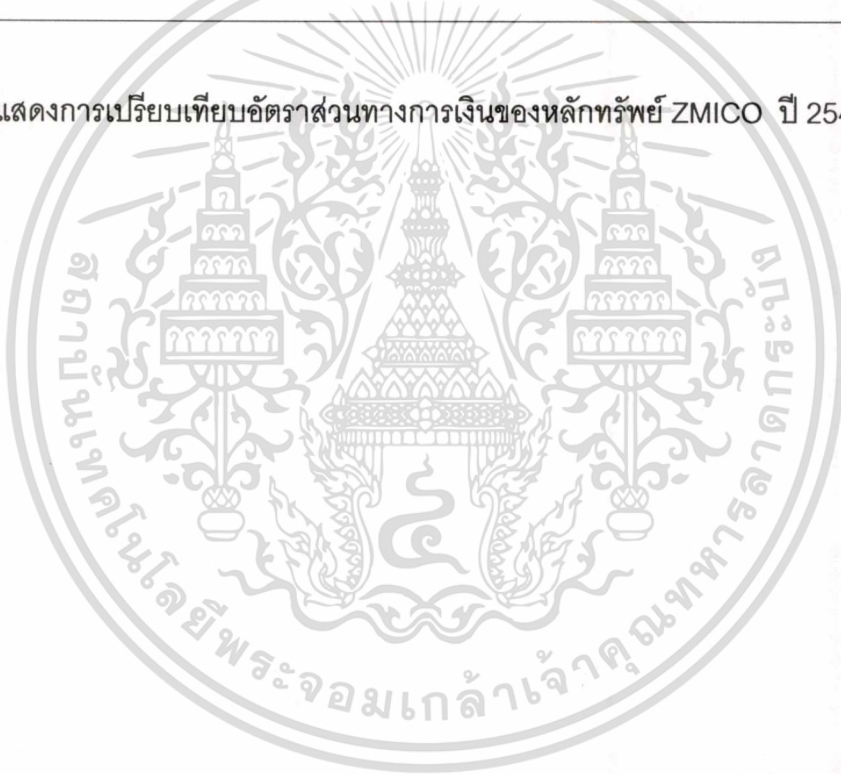 แสดงการเปรียบเทียบอัตราส่วนทางการเงินของหลักทรัพย์ ZMICO ปี 254
สถาบันเทคโนโลยีพระจอมเกล้าเจ้าคุณทหารลาดกระบัง